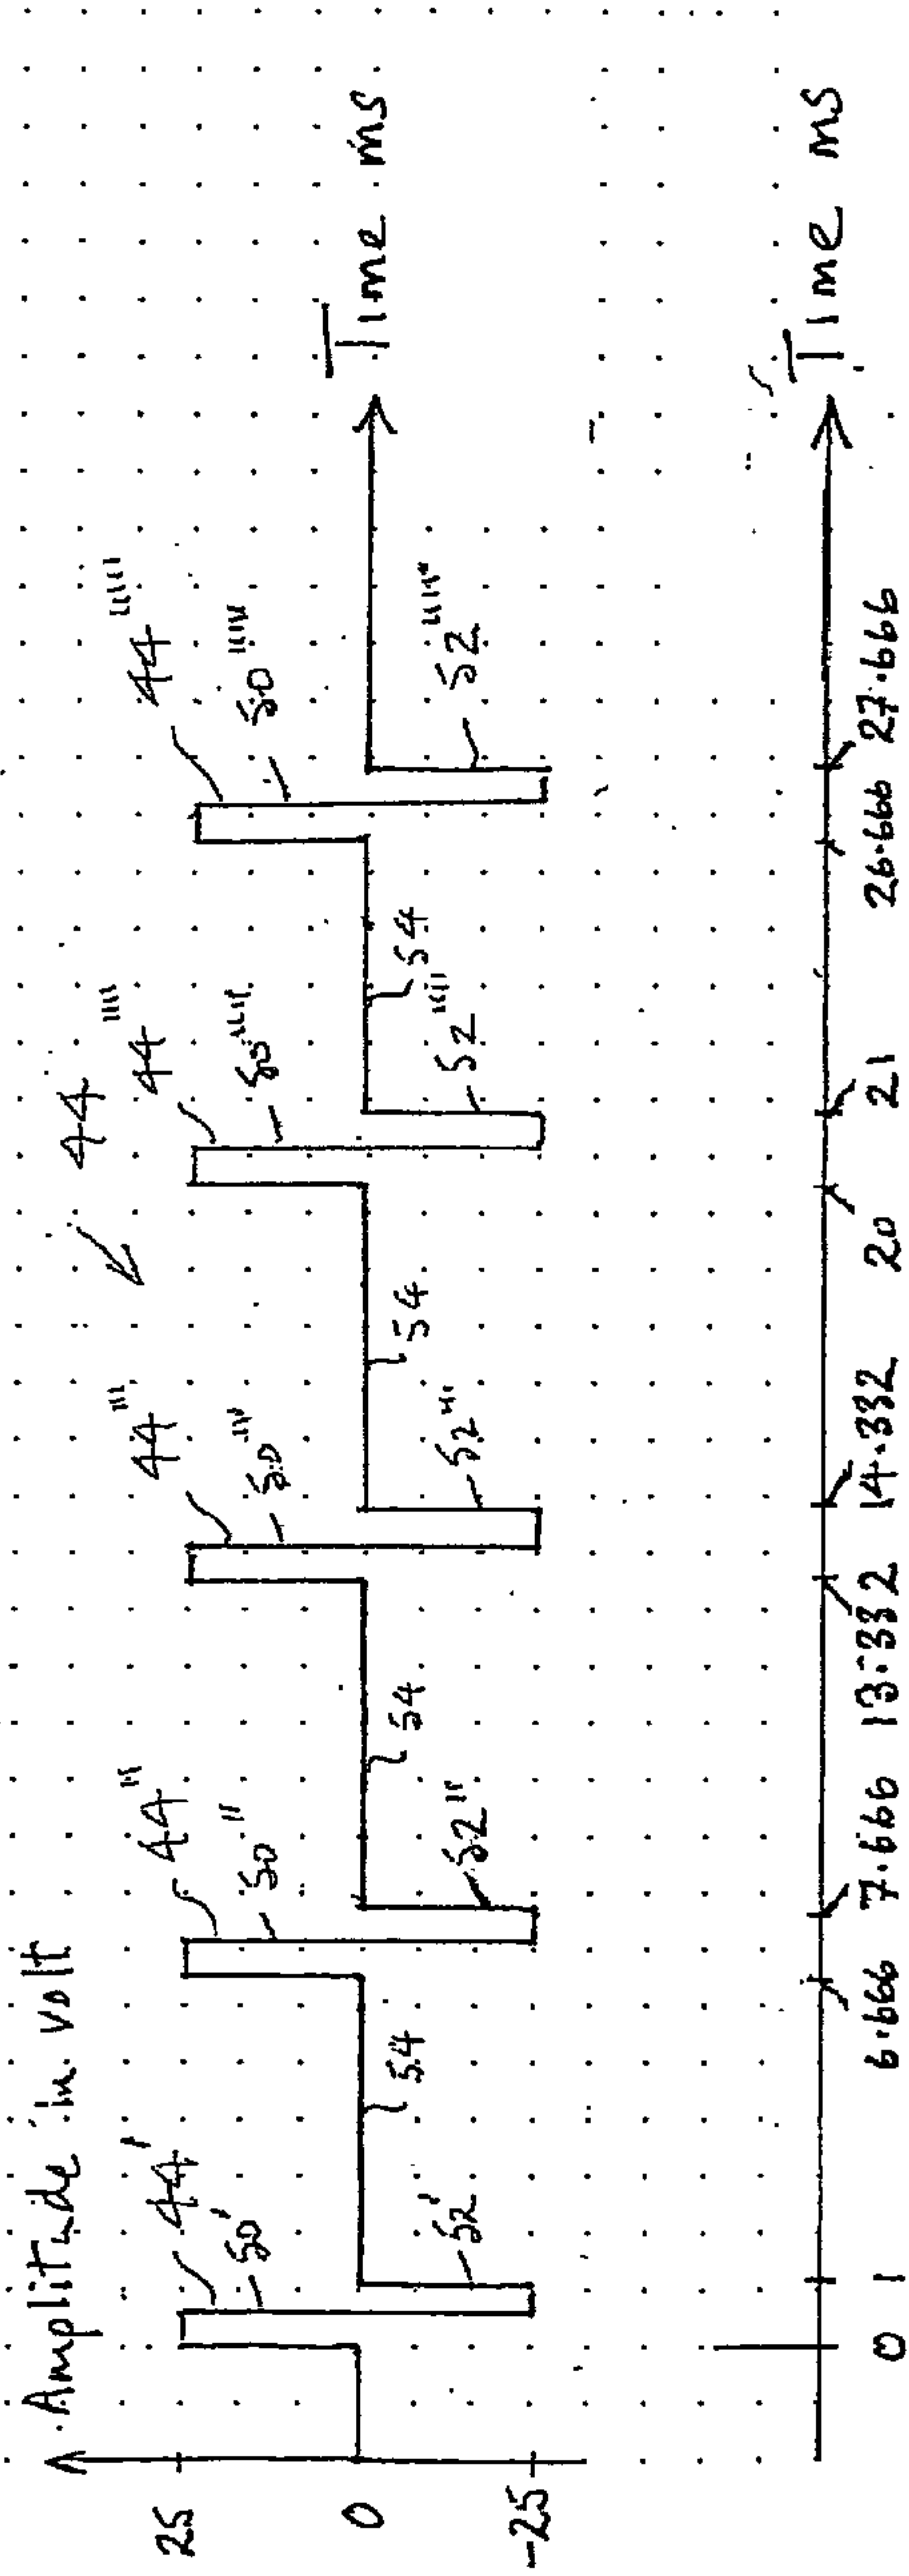 Amplitude in volt
25
0
-25
44
44' 44" 44''' 44'''' 44'''''
50' 50" 50''' 50'''' 50'''''
54 54 54 54
52' 52" 52''' 52'''' 52'''''
Time ms
0 1 6.666 7.666 13.332 14.332 20 21 26.666 27.666
Time ms